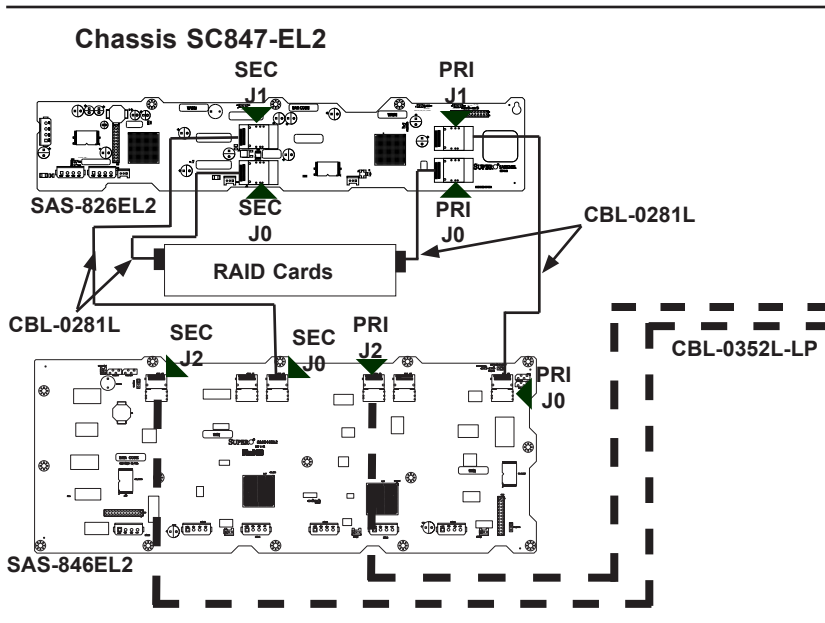 Chassis SC847-EL2
SEC
J1
PRI
J1
SAS-826EL2
SEC
J0
PRI
J0
CBL-0281L
RAID Cards
CBL-0281L
SEC
J2
SEC
J0
PRI
J2
CBL-0352L-LP
PRI
J0
SUPER
SAS-846EL2